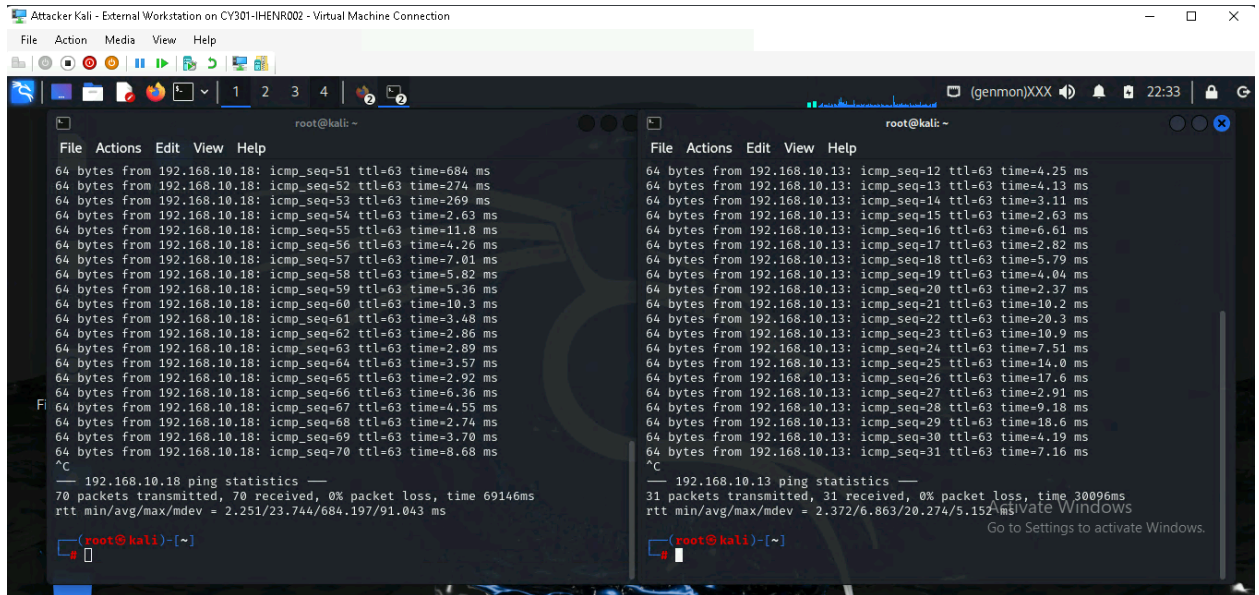 Attacker Kali - External Workstation on CY301-IHENR002 - Virtual Machine Connection
File Action Media View Help
1 2 3 4 2 2 (genmon)XXX 22:33
root@kali: ~
File Actions Edit View Help
64 bytes from 192.168.10.18: icmp_seq=51 ttl=63 time=684 ms
64 bytes from 192.168.10.18: icmp_seq=52 ttl=63 time=274 ms
64 bytes from 192.168.10.18: icmp_seq=53 ttl=63 time=269 ms
64 bytes from 192.168.10.18: icmp_seq=54 ttl=63 time=2.63 ms
64 bytes from 192.168.10.18: icmp_seq=55 ttl=63 time=11.8 ms
64 bytes from 192.168.10.18: icmp_seq=56 ttl=63 time=4.26 ms
64 bytes from 192.168.10.18: icmp_seq=57 ttl=63 time=7.01 ms
64 bytes from 192.168.10.18: icmp_seq=58 ttl=63 time=5.82 ms
64 bytes from 192.168.10.18: icmp_seq=59 ttl=63 time=5.36 ms
64 bytes from 192.168.10.18: icmp_seq=60 ttl=63 time=10.3 ms
64 bytes from 192.168.10.18: icmp_seq=61 ttl=63 time=3.48 ms
64 bytes from 192.168.10.18: icmp_seq=62 ttl=63 time=2.86 ms
64 bytes from 192.168.10.18: icmp_seq=63 ttl=63 time=2.89 ms
64 bytes from 192.168.10.18: icmp_seq=64 ttl=63 time=3.57 ms
64 bytes from 192.168.10.18: icmp_seq=65 ttl=63 time=2.92 ms
64 bytes from 192.168.10.18: icmp_seq=66 ttl=63 time=6.36 ms
64 bytes from 192.168.10.18: icmp_seq=67 ttl=63 time=4.55 ms
64 bytes from 192.168.10.18: icmp_seq=68 ttl=63 time=2.74 ms
64 bytes from 192.168.10.18: icmp_seq=69 ttl=63 time=3.70 ms
64 bytes from 192.168.10.18: icmp_seq=70 ttl=63 time=8.68 ms
^C
— 192.168.10.18 ping statistics —
70 packets transmitted, 70 received, 0% packet loss, time 69146ms
rtt min/avg/max/mdev = 2.251/23.744/684.197/91.043 ms
(root㉿kali)-[~]
#
root@kali: ~
File Actions Edit View Help
64 bytes from 192.168.10.13: icmp_seq=12 ttl=63 time=4.25 ms
64 bytes from 192.168.10.13: icmp_seq=13 ttl=63 time=4.13 ms
64 bytes from 192.168.10.13: icmp_seq=14 ttl=63 time=3.11 ms
64 bytes from 192.168.10.13: icmp_seq=15 ttl=63 time=2.63 ms
64 bytes from 192.168.10.13: icmp_seq=16 ttl=63 time=6.61 ms
64 bytes from 192.168.10.13: icmp_seq=17 ttl=63 time=2.82 ms
64 bytes from 192.168.10.13: icmp_seq=18 ttl=63 time=5.79 ms
64 bytes from 192.168.10.13: icmp_seq=19 ttl=63 time=4.04 ms
64 bytes from 192.168.10.13: icmp_seq=20 ttl=63 time=2.37 ms
64 bytes from 192.168.10.13: icmp_seq=21 ttl=63 time=10.2 ms
64 bytes from 192.168.10.13: icmp_seq=22 ttl=63 time=20.3 ms
64 bytes from 192.168.10.13: icmp_seq=23 ttl=63 time=10.9 ms
64 bytes from 192.168.10.13: icmp_seq=24 ttl=63 time=7.51 ms
64 bytes from 192.168.10.13: icmp_seq=25 ttl=63 time=14.0 ms
64 bytes from 192.168.10.13: icmp_seq=26 ttl=63 time=17.6 ms
64 bytes from 192.168.10.13: icmp_seq=27 ttl=63 time=2.91 ms
64 bytes from 192.168.10.13: icmp_seq=28 ttl=63 time=9.18 ms
64 bytes from 192.168.10.13: icmp_seq=29 ttl=63 time=18.6 ms
64 bytes from 192.168.10.13: icmp_seq=30 ttl=63 time=4.19 ms
64 bytes from 192.168.10.13: icmp_seq=31 ttl=63 time=7.16 ms
^C
— 192.168.10.13 ping statistics —
31 packets transmitted, 31 received, 0% packet loss, time 30096ms
rtt min/avg/max/mdev = 2.372/6.863/20.274/5.152 ms
(root㉿kali)-[~]
#
Activate Windows
Go to Settings to activate Windows.
Fi